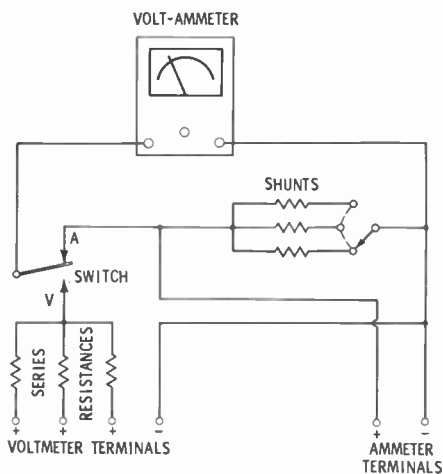 VOLT-AMMETER
SHUNTS
A
SWITCH
V
SERIES
RESISTANCES
+ + + −
+ −
VOLTMETER TERMINALS
AMMETER
TERMINALS